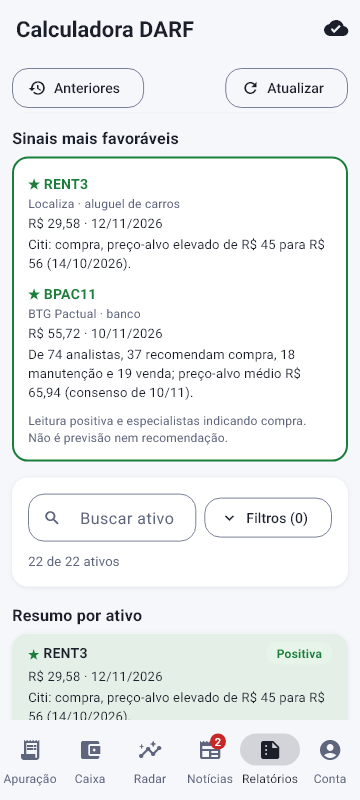 Calculadora DARF
Anteriores
Atualizar
Sinais mais favoráveis
★ RENT3
Localiza · aluguel de carros
R$ 29,58 · 12/11/2026
Citi: compra, preço-alvo elevado de R$ 45 para R$
56 (14/10/2026).
★ BPAC11
BTG Pactual · banco
R$ 55,72 · 10/11/2026
De 74 analistas, 37 recomendam compra, 18
manutenção e 19 venda; preço-alvo médio R$
65,94 (consenso de 10/11).
Leitura positiva e especialistas indicando compra.
Não é previsão nem recomendação.
Buscar ativo
Filtros (0)
22 de 22 ativos
Resumo por ativo
★ RENT3
Positiva
R$ 29,58 · 12/11/2026
Citi: compra, preço-alvo elevado de R$ 45 para R$
56 (14/10/2026).
2
Apuração
Caixa
Radar
Notícias
Relatórios
Conta